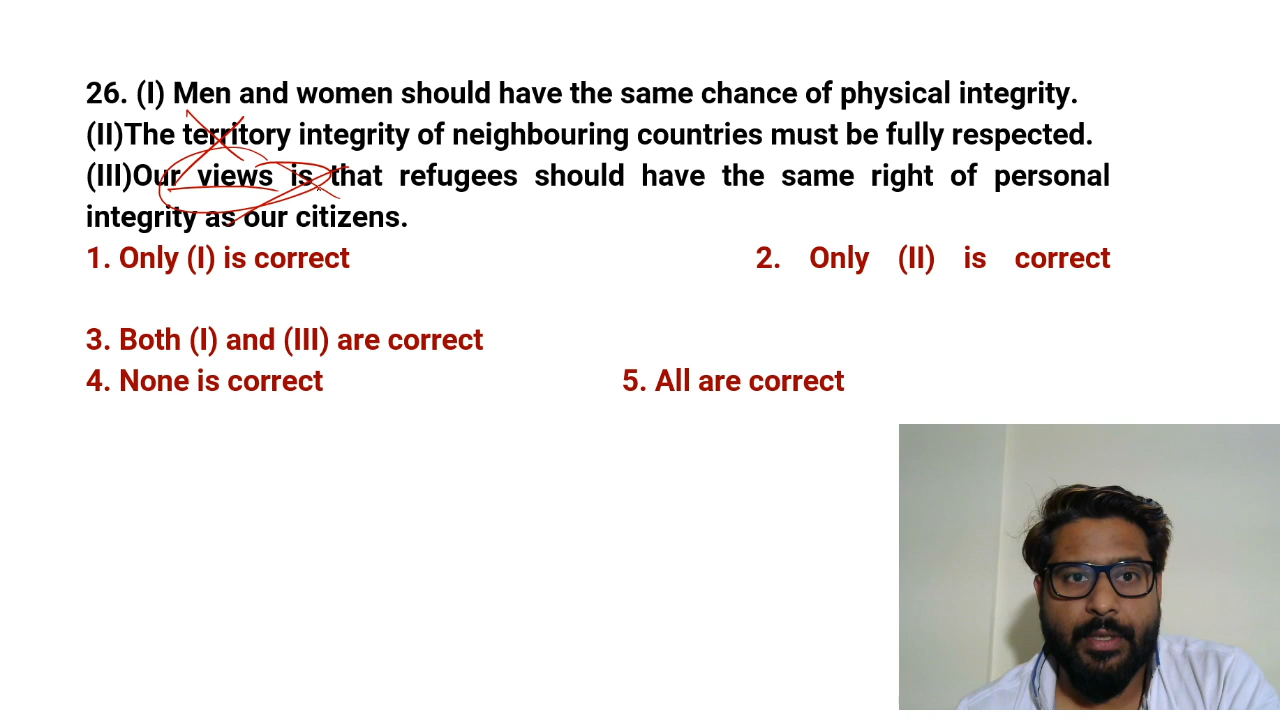 26. (I) Men and women should have the same chance of physical integrity.
(II)The territory integrity of neighbouring countries must be fully respected.
(III)Our views is that refugees should have the same right of personal
integrity as our citizens.
1. Only (I) is correct 2. Only (II) is correct
3. Both (I) and (III) are correct
4. None is correct 5. All are correct